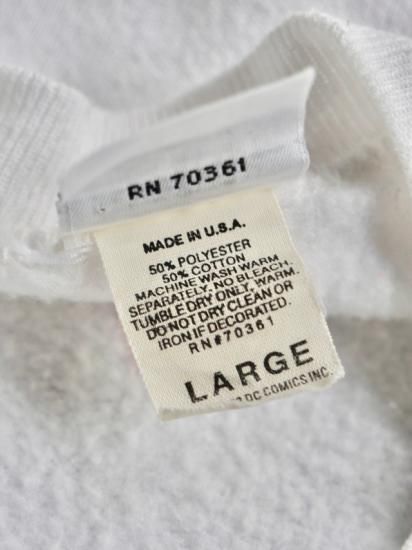 RN 70361
MADE IN U.S.A.
50% POLYESTER
50% COTTON
MACHINE WASH WARM
SEPARATELY, NO BLEACH.
TUMBLE DRY ONLY, WARM.
DO NOT DRY CLEAN OR
IRON IF DECORATED.
RN#70361
LARGE
DC COMICS INC.